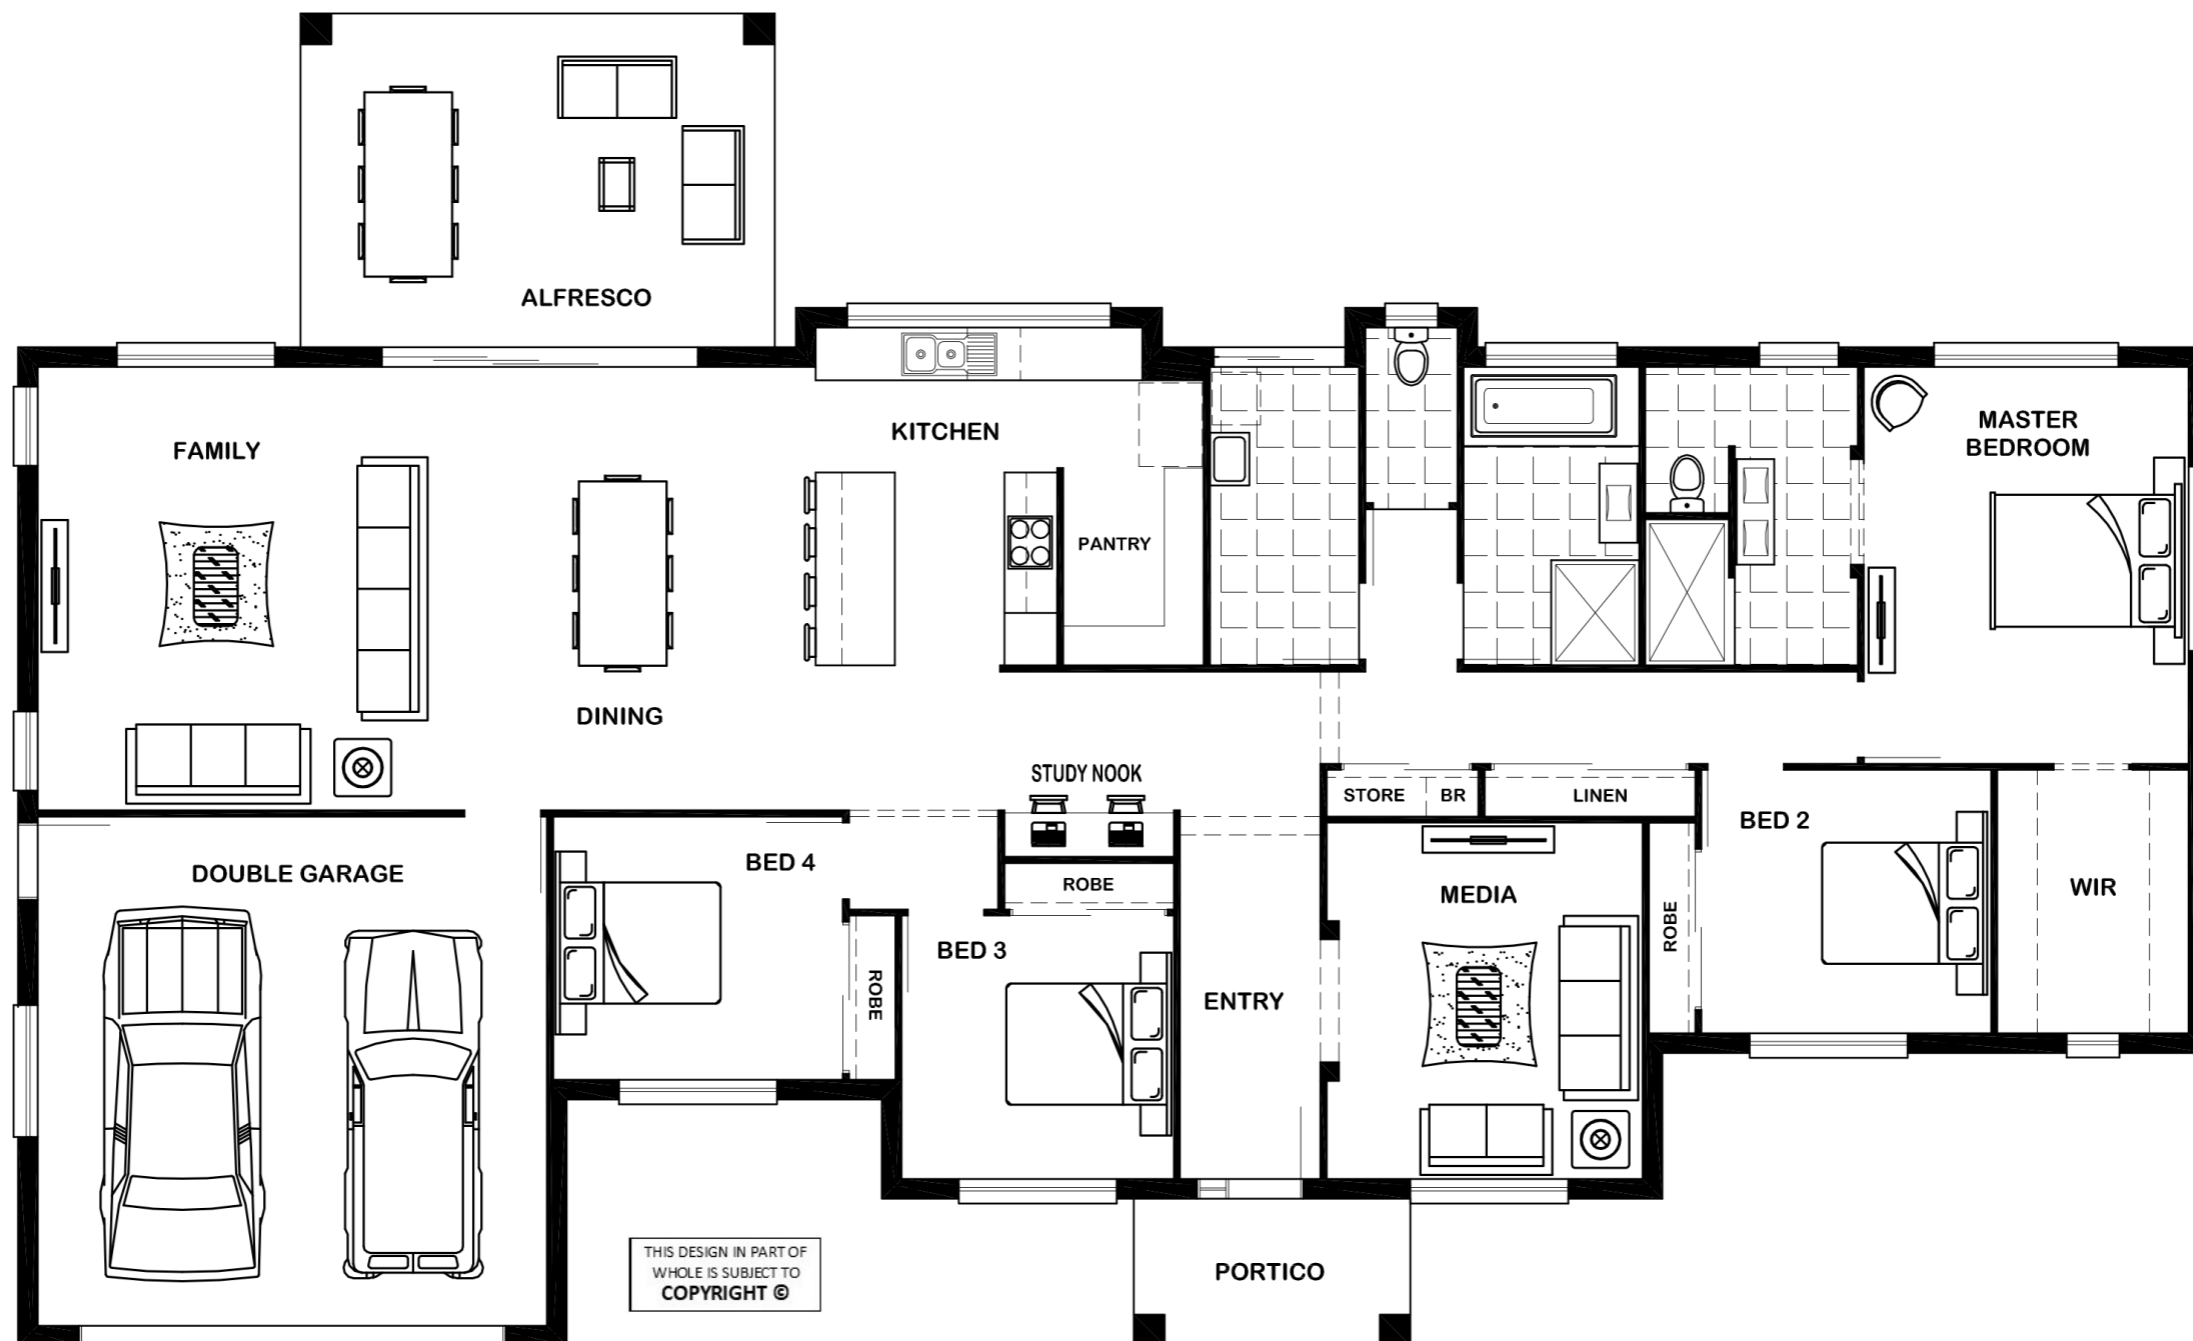 ALFRESCO
FAMILY
KITCHEN
MASTER
BEDROOM
PANTRY
DINING
STUDY NOOK
STORE
BR
LINEN
BED 2
DOUBLE GARAGE
BED 4
ROBE
MEDIA
WIR
ROBE
BED 3
ROBE
ENTRY
THIS DESIGN IN PART OF
WHOLE IS SUBJECT TO
COPYRIGHT ©
PORTICO